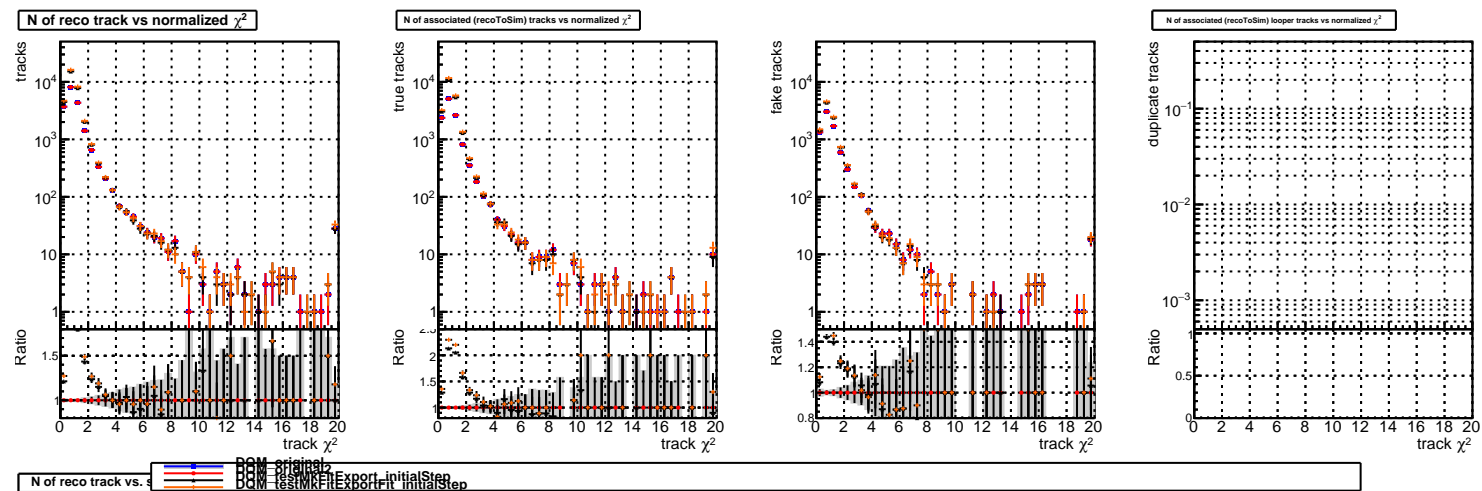 N of reco track vs normalized χ²
tracks
10⁴
10³
10²
10
1
Ratio
1.5
1
0 2 4 6 8 10 12 14 16 18 20
track χ²
N of associated (recoToSim) tracks vs normalized χ²
true tracks
10⁴
10³
10²
10
1
Ratio
2.5
2
1.5
1
0 2 4 6 8 10 12 14 16 18 20
track χ²
fake tracks
10⁴
10³
10²
10
1
Ratio
1.4
1.2
1
0.8
0 2 4 6 8 10 12 14 16 18 20
track χ²
N of associated (recoToSim) looper tracks vs normalized χ²
duplicate tracks
10⁻¹
10⁻²
10⁻³
Ratio
1
0.5
0
0 2 4 6 8 10 12 14 16 18 20
track χ²
N of reco track vs. s
DQM_original
DQM_original2
DQM_testMkFitExport_initialStep
DQM_testMkFitExportFit_initialStep